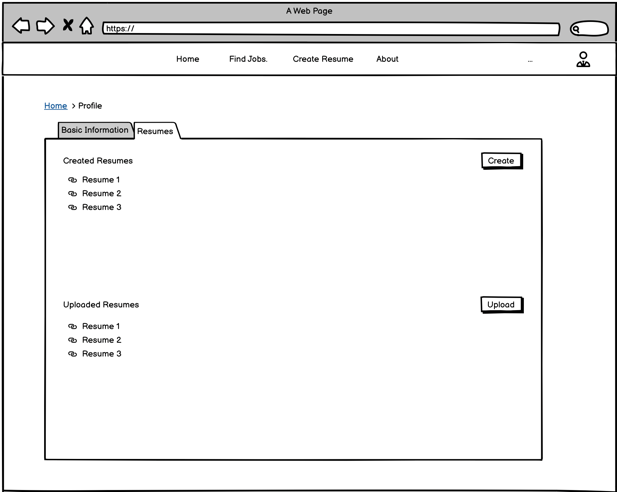 A Web Page
https://
Home Find Jobs. Create Resume About ...
Home > Profile
Basic Information Resumes
Created Resumes Create
Resume 1
Resume 2
Resume 3
Uploaded Resumes Upload
Resume 1
Resume 2
Resume 3